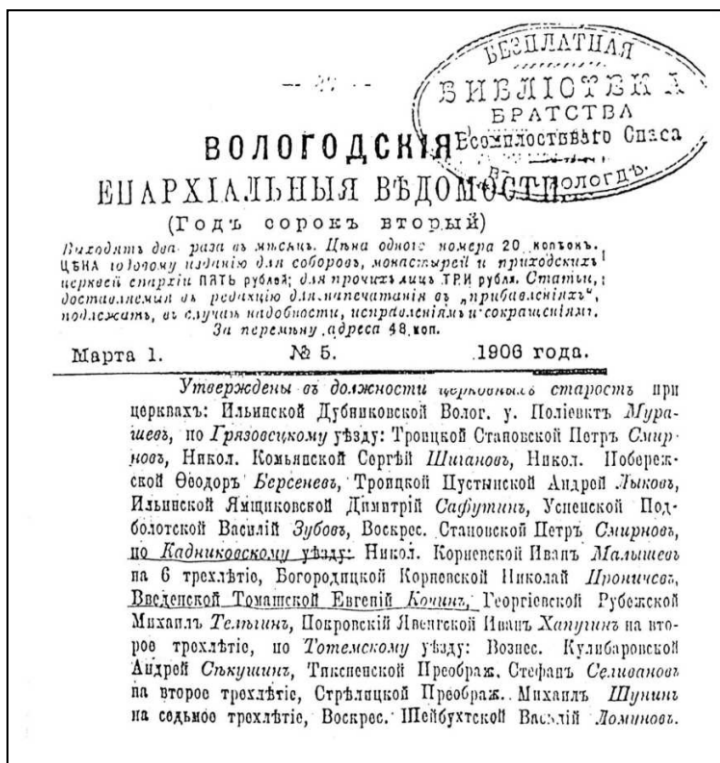 БЕЗПЛАТНАЯ
БИБЛІОТЕКА
БРАТСТВА
Всемилостиваго Спаса
ВЪ Г. ВОЛОГДѢ.
ВОЛОГОДСКІЯ
ЕПАРХІАЛЬНЫЯ ВѢДОМОСТИ.
(Годъ сорокъ второй)
Выходятъ два раза въ мѣсяцъ. Цѣна одного номера 20 копѣекъ.
ЦѢНА годовому изданію для соборовъ, монастырей и приходскихъ
церквей епархіи ПЯТЬ рублей; для прочихъ лицъ ТРИ рубля. Статьи,
доставляемыя въ редакцію для напечатанія въ „прибавленіяхъ“,
подлежатъ, въ случаѣ надобности, исправленіямъ и сокращеніямъ.
За перемѣну адреса 48 коп.
Марта 1. № 5. 1906 года.
Утверждены въ должности церковныхъ старостъ при
церквахъ: Ильинской Дубниковской Волог. у. Поліевктъ Мура-
шевъ, по Грязовецкому уѣзду: Троицкой Становской Петръ Смир-
новъ, Никол. Комьянской Сергѣй Шигановъ, Никол. Побереж-
ской Ѳеодоръ Берсеневъ, Троицкой Пустынской Андрей Лыковъ,
Ильинской Ямщиковской Димитрій Сафутинъ, Успенской Под-
болотской Василій Зубовъ, Воскрес. Становской Петръ Смирновъ,
по Кадниковскому уѣзду: Никол. Корневской Иванъ Малышевъ
на 6 трехлѣтіе, Богородицкой Корневской Николай Проничевъ,
Введенской Томашской Евгеній Кочинъ, Георгіевской Рубежской
Михаилъ Телѣгинъ, Покровскій Явенгской Иванъ Хапугинъ на вто-
рое трехлѣтіе, по Тотемскому уѣзду: Вознес. Кулибаровской
Андрей Сѣкушинъ, Тиксненской Преображ. Стефанъ Селивановъ
на второе трехлѣтіе, Стрѣлицкой Преображ. Михаилъ Шунинъ
на седьмое трехлѣтіе, Воскрес. Шейбухтской Василій Ломиновъ.